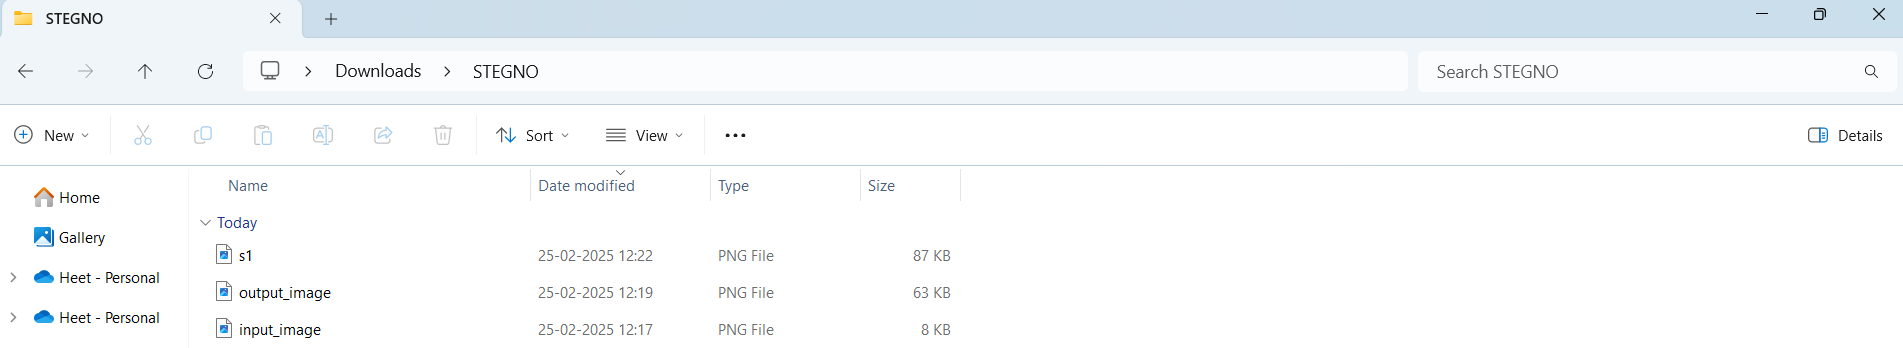 STEGNO
Downloads > STEGNO
Search STEGNO
New
Sort
View
Details
Name Date modified Type Size
Home
Today
Gallery
s1 25-02-2025 12:22 PNG File 87 KB
Heet - Personal
output_image 25-02-2025 12:19 PNG File 63 KB
Heet - Personal
input_image 25-02-2025 12:17 PNG File 8 KB